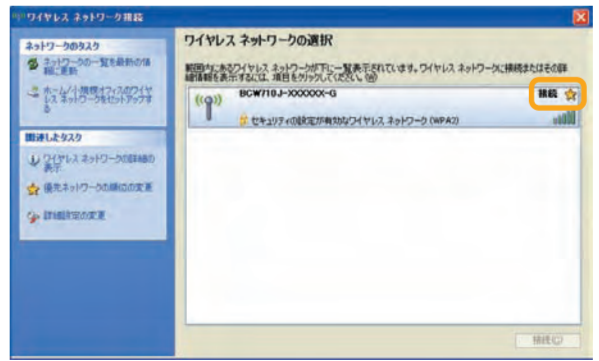 ワイヤレス ネットワーク接続
ネットワークのタスク
ネットワークの一覧を最新の情
報に更新
ホーム/小規模オフィスのワイヤ
レス ネットワークをセットアップす
る
関連したタスク
ワイヤレス ネットワークの詳細の
表示
優先ネットワークの順位の変更
詳細設定の変更
ワイヤレス ネットワークの選択
範囲内にあるワイヤレス ネットワークが下に一覧表示されています。ワイヤレス ネットワークに接続またはその詳
細情報を表示するには、項目をクリックしてください。(W)
BCW710J-XXXXXX-G
接続
セキュリティの設定が有効なワイヤレス ネットワーク (WPA2)
接続(C)